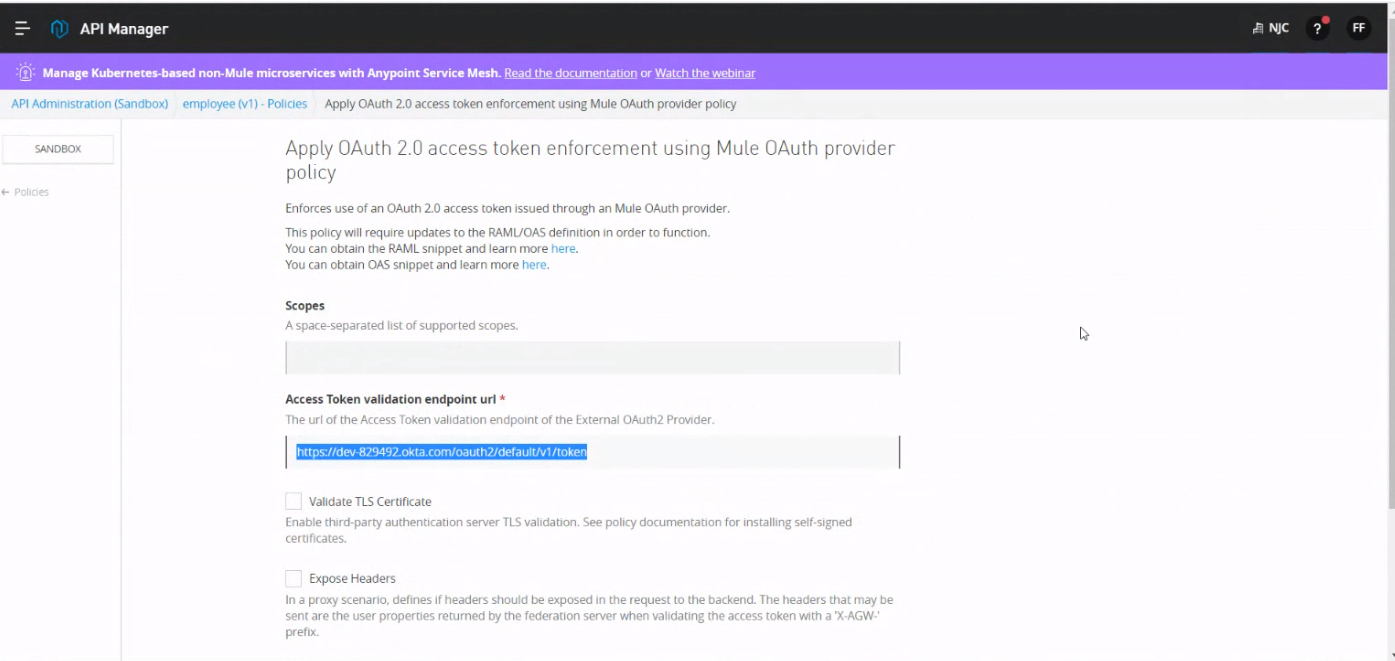 API Manager
NJC
?
FF
Manage Kubernetes-based non-Mule microservices with Anypoint Service Mesh. Read the documentation or Watch the webinar
API Administration (Sandbox) employee (v1) - Policies Apply OAuth 2.0 access token enforcement using Mule OAuth provider policy
SANDBOX
← Policies
Apply OAuth 2.0 access token enforcement using Mule OAuth provider
policy
Enforces use of an OAuth 2.0 access token issued through an Mule OAuth provider.
This policy will require updates to the RAML/OAS definition in order to function.
You can obtain the RAML snippet and learn more here.
You can obtain OAS snippet and learn more here.
Scopes
A space-separated list of supported scopes.
Access Token validation endpoint url *
The url of the Access Token validation endpoint of the External OAuth2 Provider.
https://dev-829492.okta.com/oauth2/default/v1/token
Validate TLS Certificate
Enable third-party authentication server TLS validation. See policy documentation for installing self-signed
certificates.
Expose Headers
In a proxy scenario, defines if headers should be exposed in the request to the backend. The headers that may be
sent are the user properties returned by the federation server when validating the access token with a 'X-AGW-'
prefix.